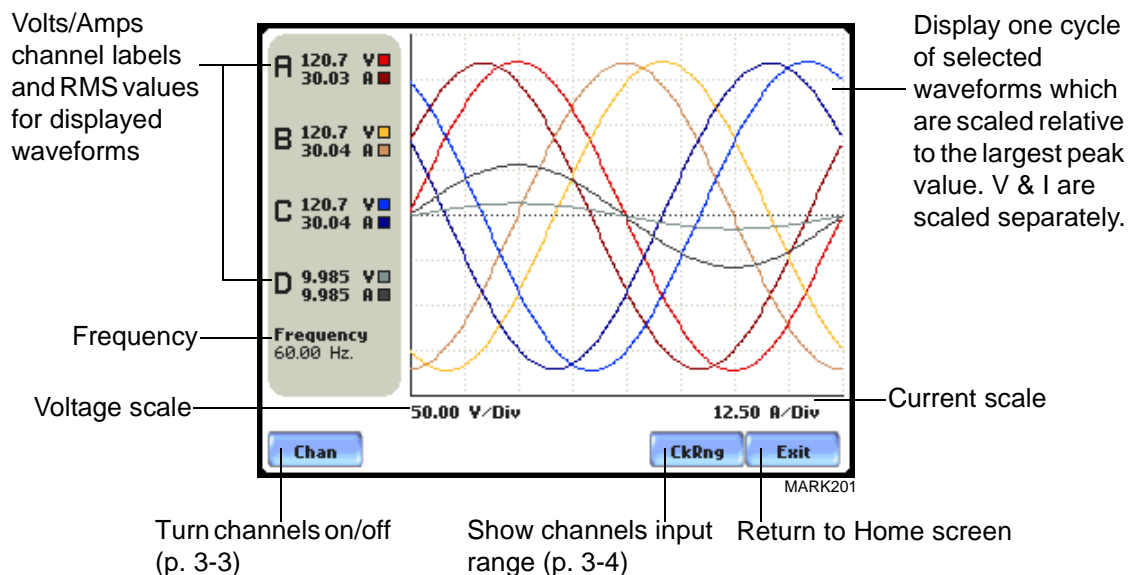 Volts/Amps
channel labels
and RMS values
for displayed
waveforms
A 120.7 V
30.03 A
B 120.7 V
30.04 A
C 120.7 V
30.04 A
D 9.985 V
9.985 A
Frequency
60.00 Hz.
Frequency
Display one cycle
of selected
waveforms which
are scaled relative
to the largest peak
value. V & I are
scaled separately.
Voltage scale
50.00 V/Div
12.50 A/Div
Current scale
Chan
CkRng
Exit
MARK201
Turn channels on/off
(p. 3-3)
Show channels input
range (p. 3-4)
Return to Home screen